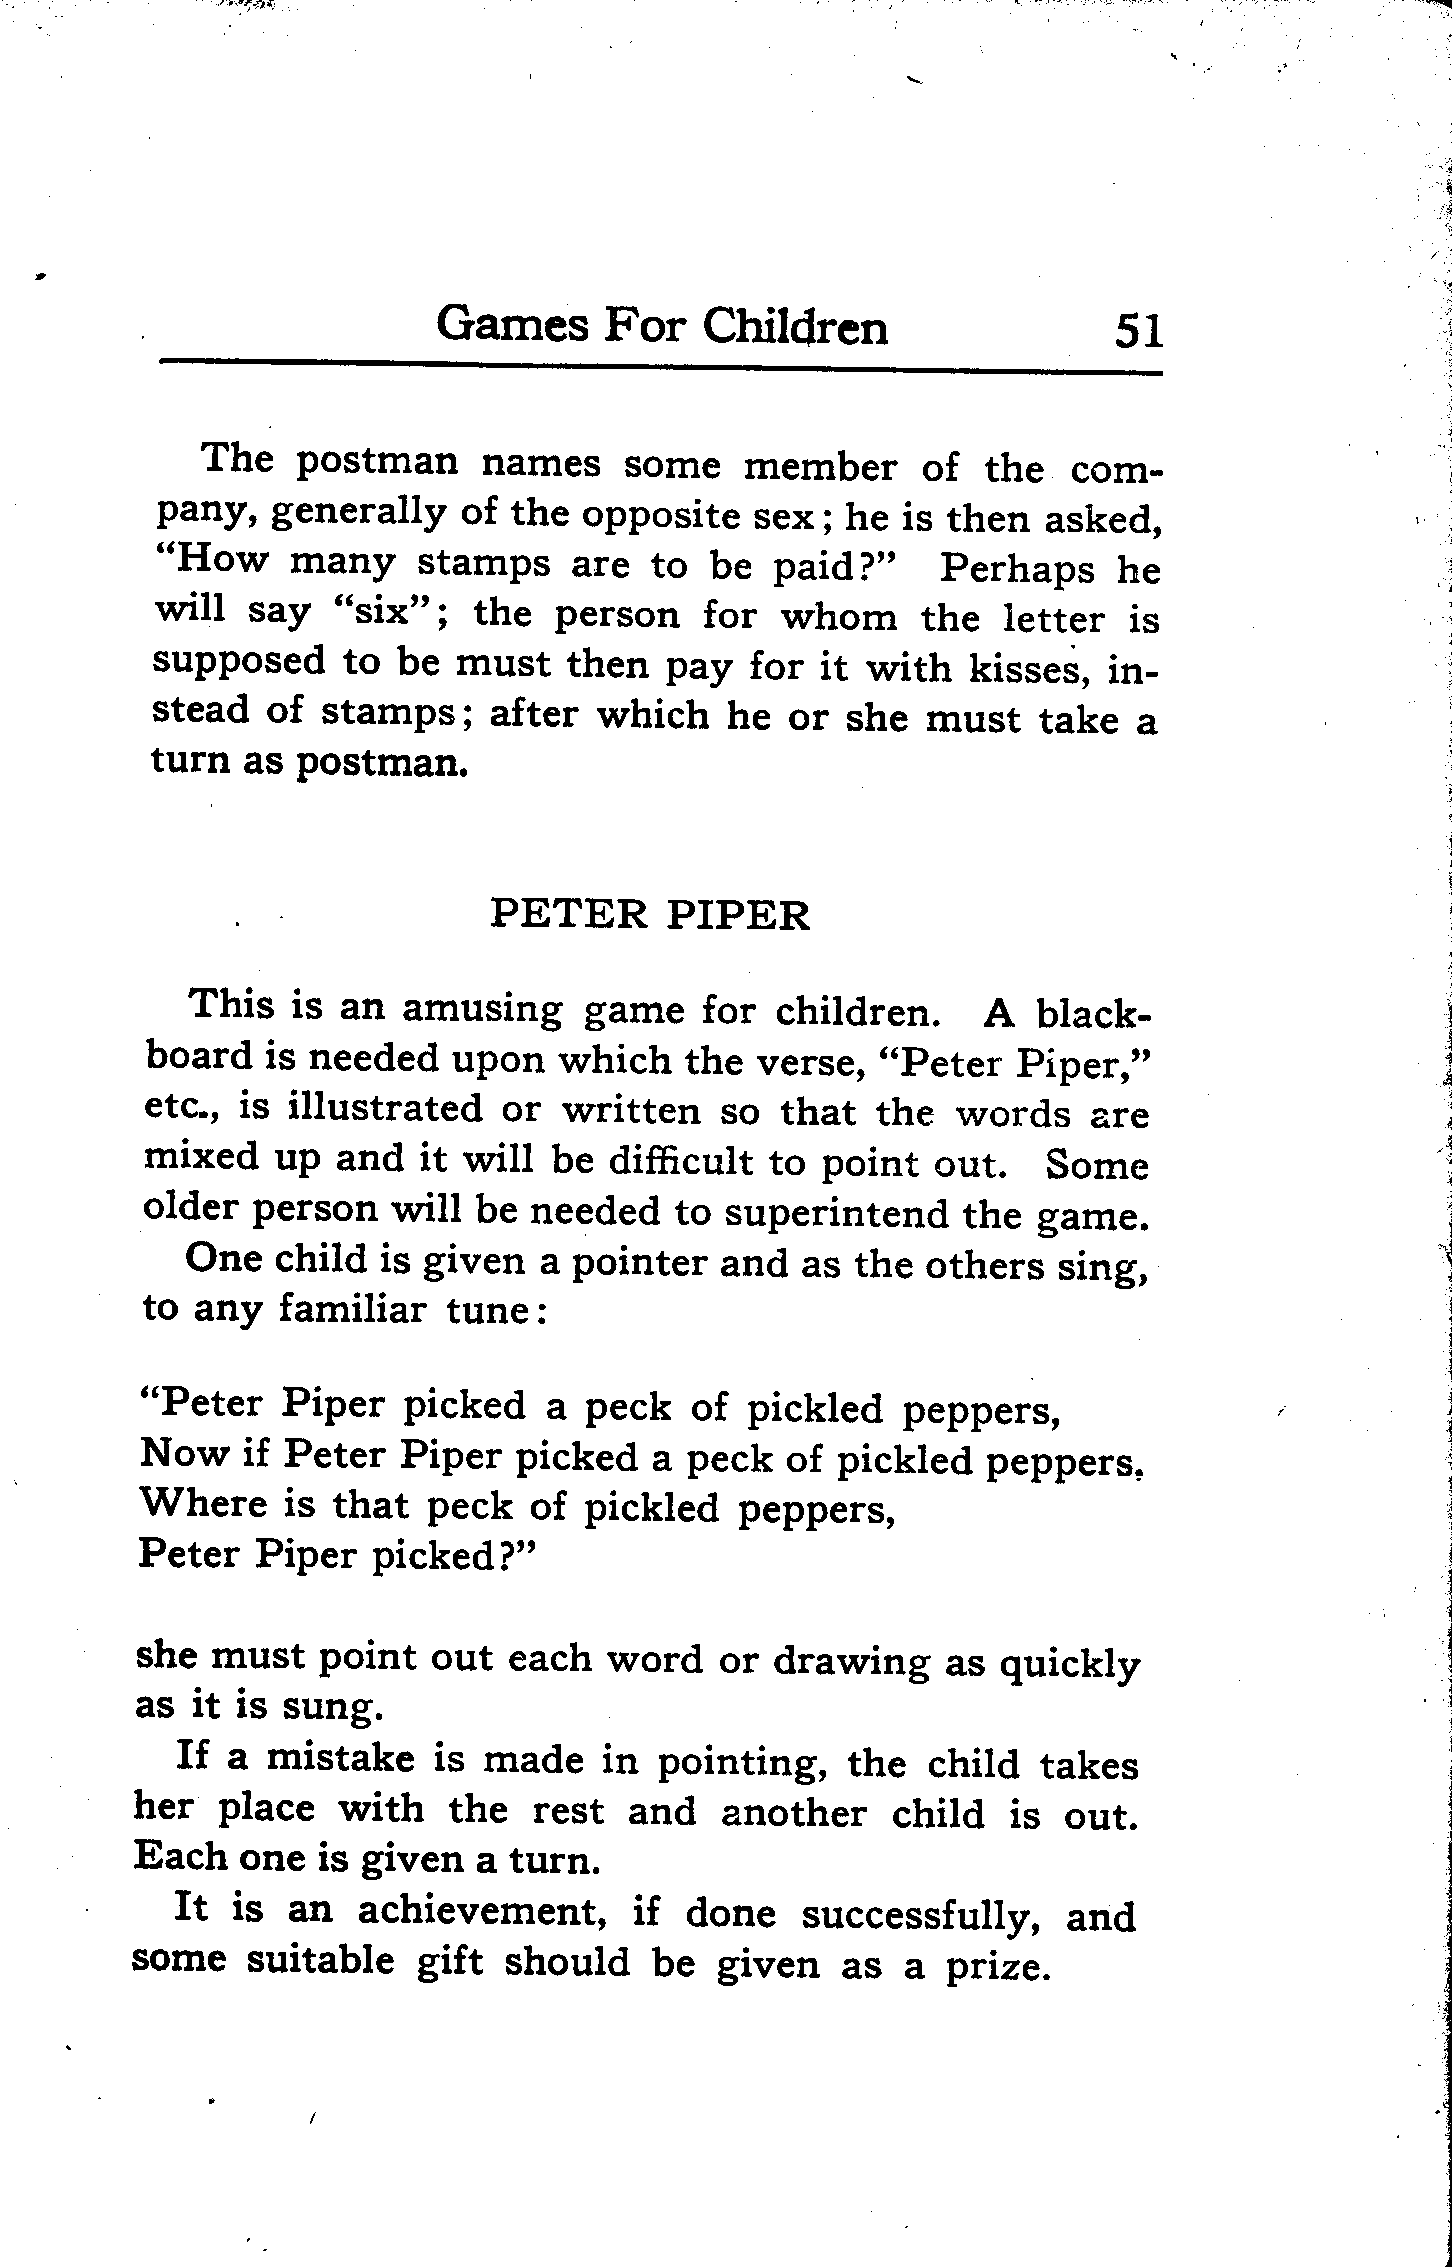 Games For Children 51
The postman names some member of the com-
pany, generally of the opposite sex; he is then asked,
“How many stamps are to be paid?” Perhaps he
will say “six”; the person for whom the letter is
supposed to be must then pay for it with kisses, in-
stead of stamps; after which he or she must take a
turn as postman.
PETER PIPER
This is an amusing game for children. A black-
board is needed upon which the verse, “Peter Piper,”
etc., is illustrated or written so that the words are
mixed up and it will be difficult to point out. Some
older person will be needed to superintend the game.
One child is given a pointer and as the others sing,
to any familiar tune:
“Peter Piper picked a peck of pickled peppers,
Now if Peter Piper picked a peck of pickled peppers,
Where is that peck of pickled peppers,
Peter Piper picked?”
she must point out each word or drawing as quickly
as it is sung.
If a mistake is made in pointing, the child takes
her place with the rest and another child is out.
Each one is given a turn.
It is an achievement, if done successfully, and
some suitable gift should be given as a prize.